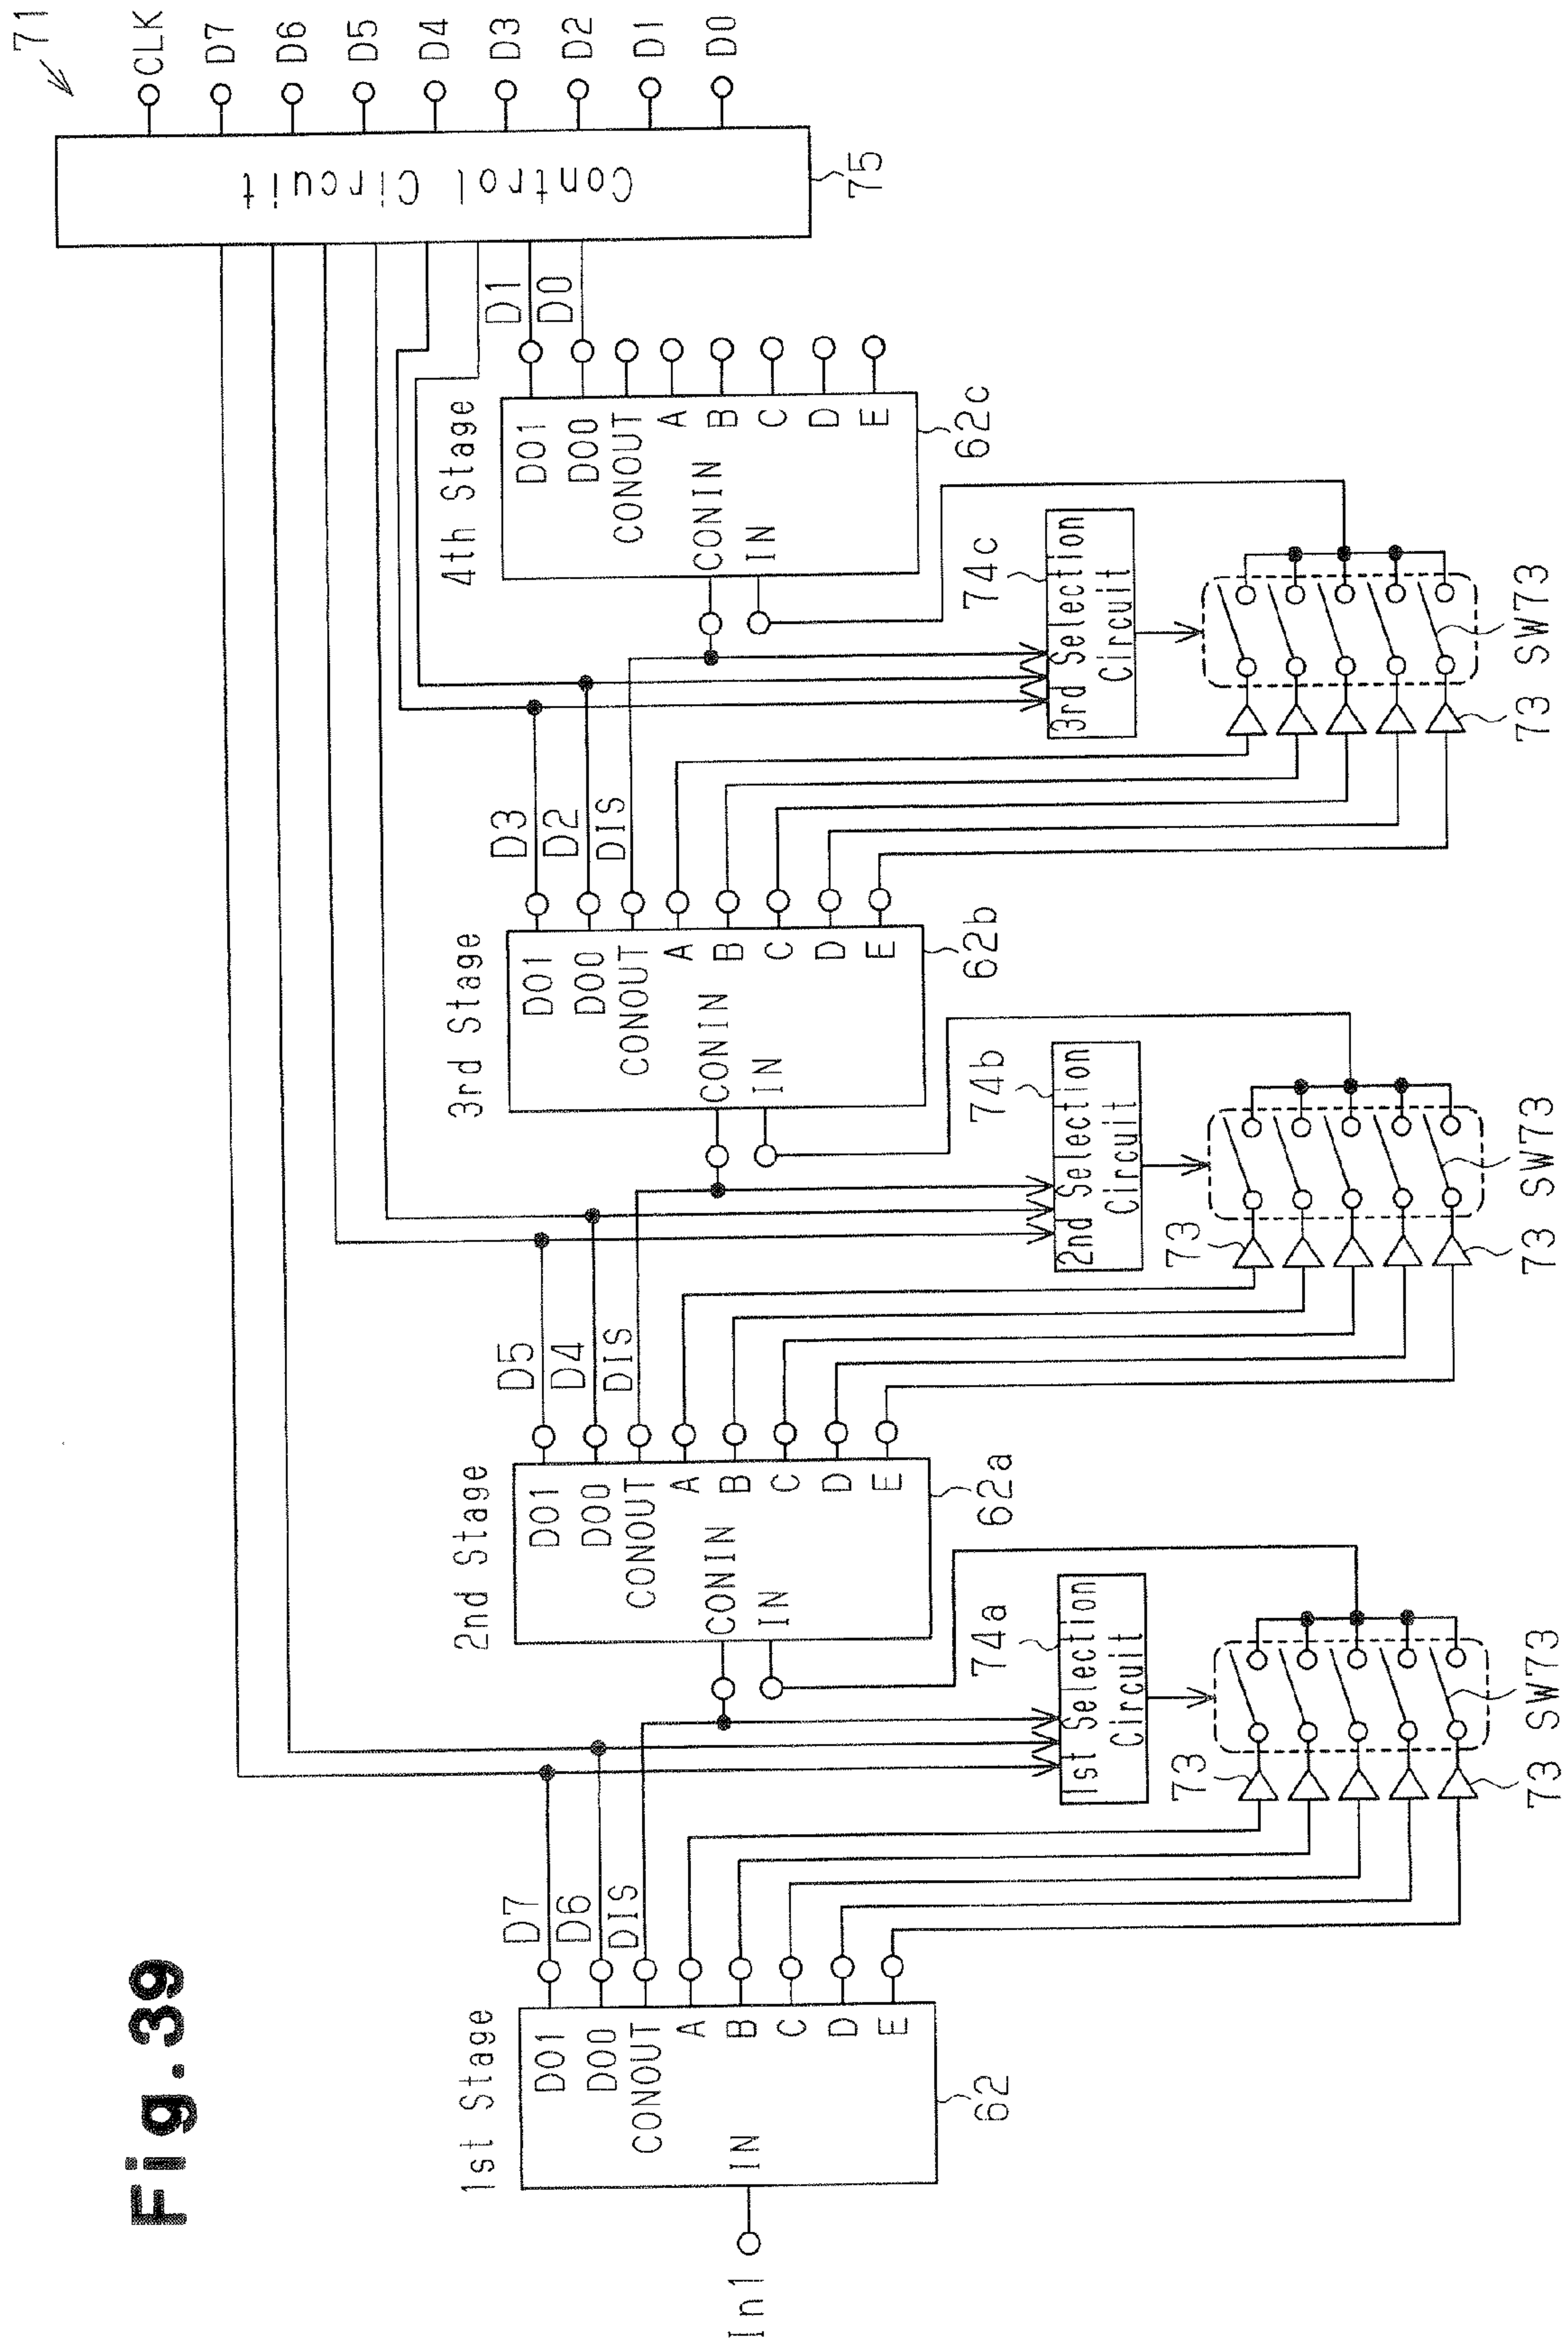 Fig.39
71
CLK
D7
D6
D5
D4
D3
D2
D1
D0
Control Circuit
75
1st Stage
DO1
DO0
CONOUT
A
B
C
D
E
IN
In1
62
D7
D6
DIS
1st Selection
Circuit
74a
73
73
SW73
2nd Stage
DO1
DO0
CONOUT
A
B
C
D
E
CONIN
IN
62a
D5
D4
DIS
2nd Selection
Circuit
74b
73
73
SW73
3rd Stage
DO1
DO0
CONOUT
A
B
C
D
E
CONIN
IN
62b
D3
D2
DIS
3rd Selection
Circuit
74c
73
SW73
4th Stage
DO1
DO0
CONOUT
A
B
C
D
E
CONIN
IN
62c
D1
D0